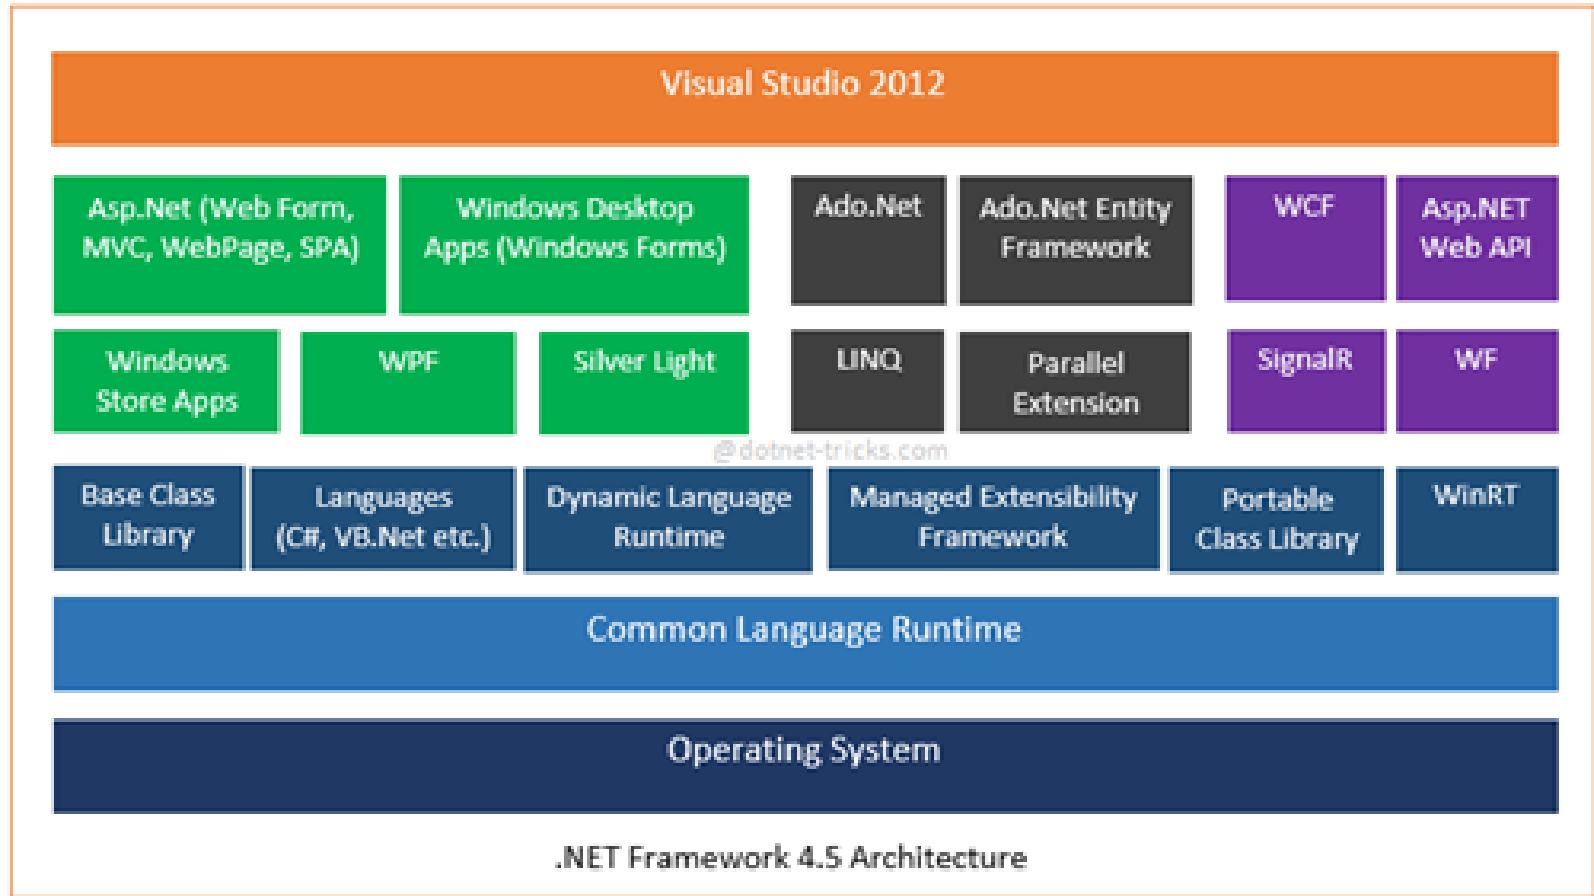 Visual Studio 2012
Asp.Net (Web Form,
MVC, WebPage, SPA)
Windows Desktop
Apps (Windows Forms)
Ado.Net
Ado.Net Entity
Framework
WCF
Asp.NET
Web API
Windows
Store Apps
WPF
Silver Light
LINQ
Parallel
Extension
SignalR
WF
@dotnet-tricks.com
Base Class
Library
Languages
(C#, VB.Net etc.)
Dynamic Language
Runtime
Managed Extensibility
Framework
Portable
Class Library
WinRT
Common Language Runtime
Operating System
.NET Framework 4.5 Architecture